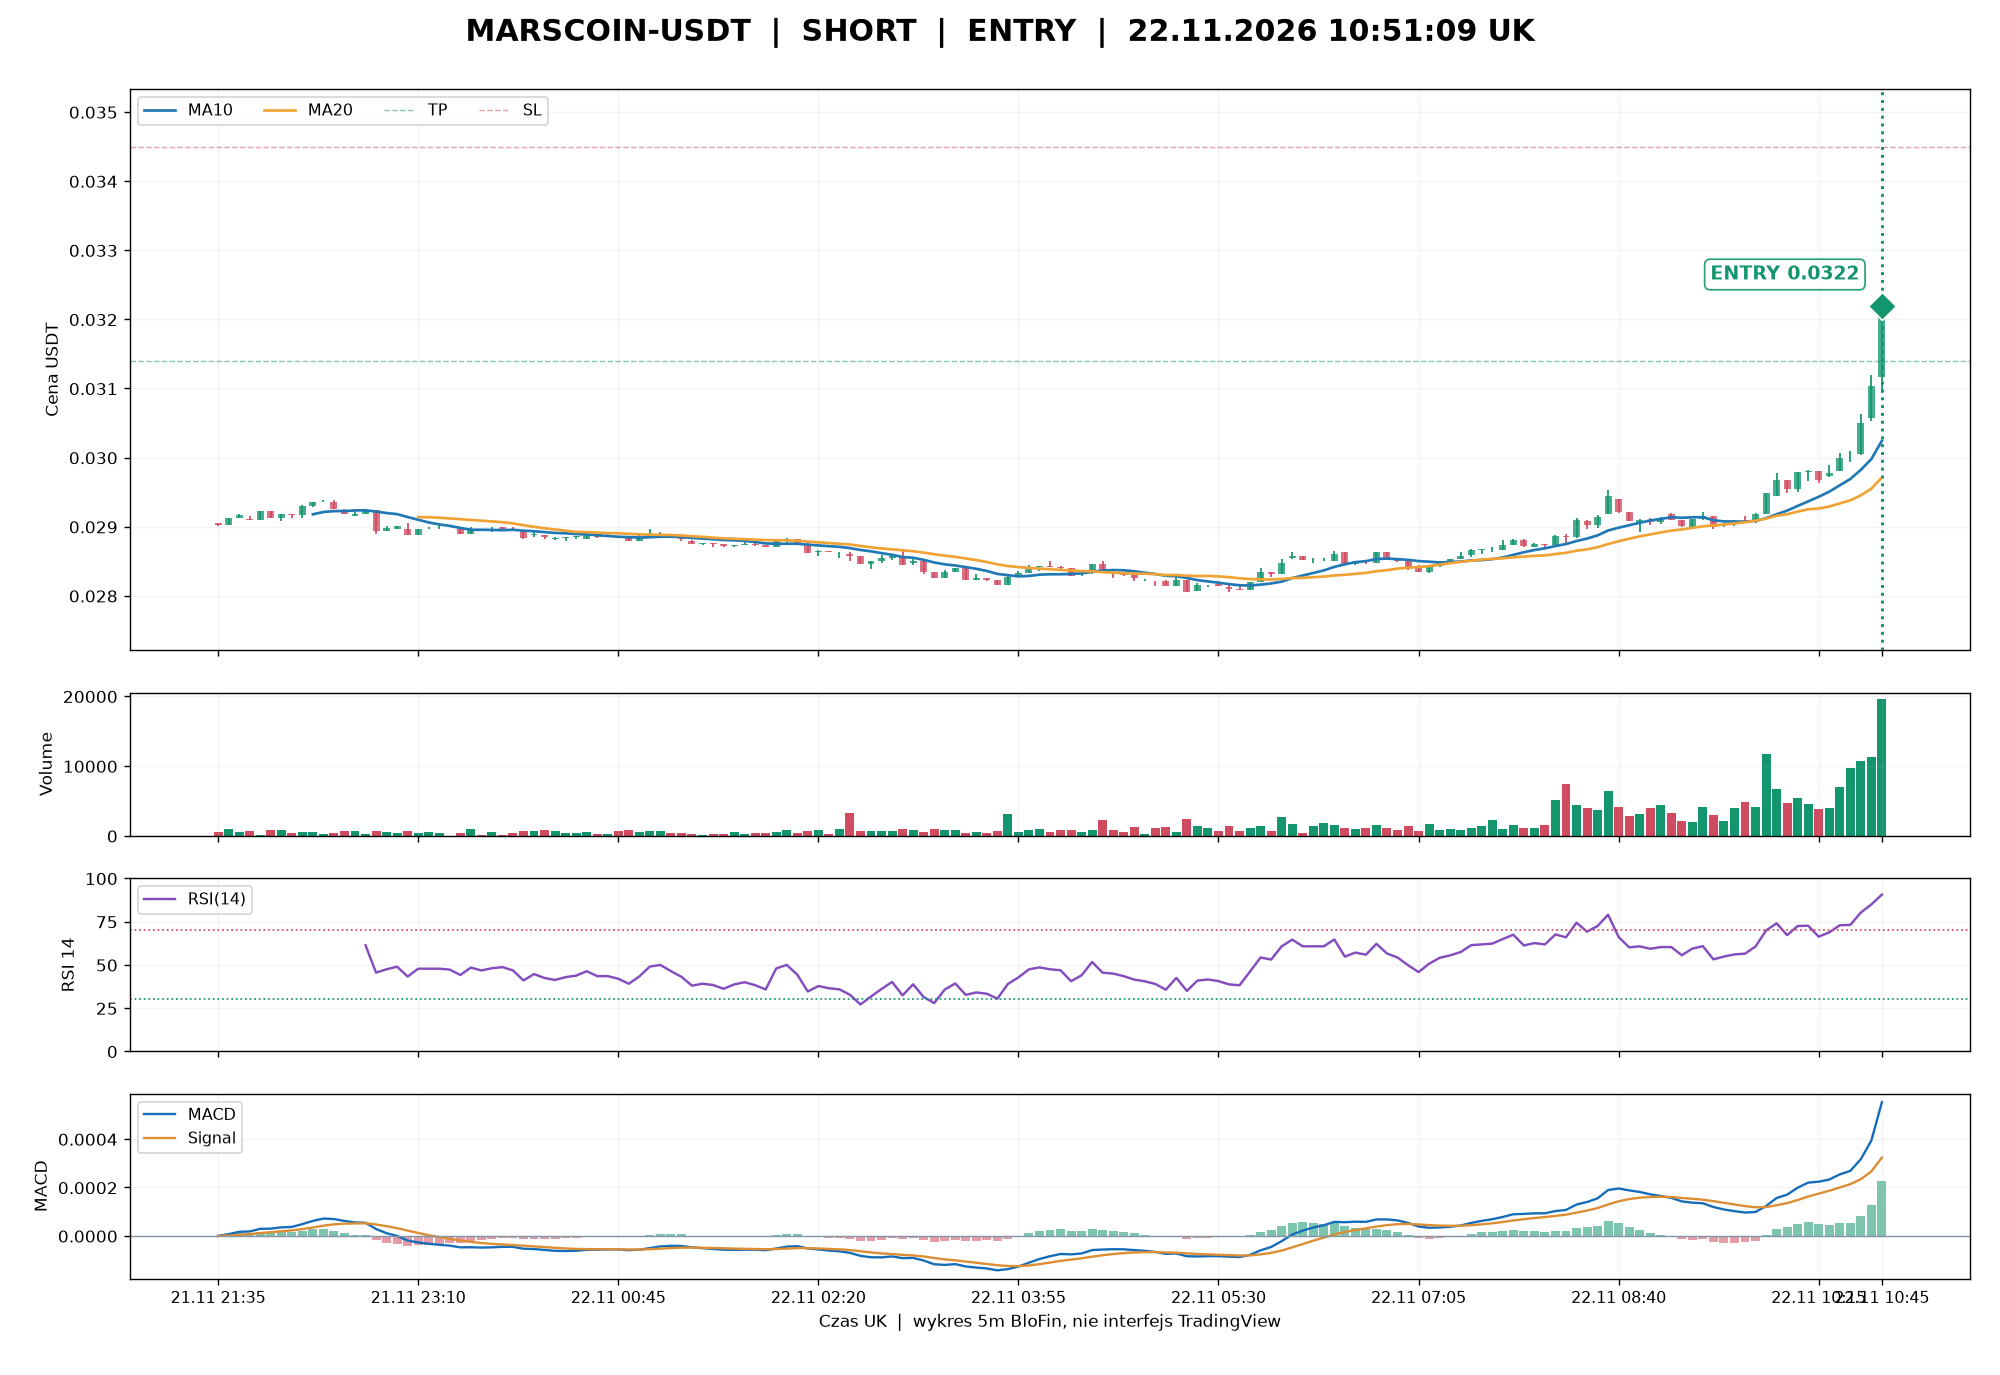 MARSCOIN-USDT | SHORT | ENTRY | 22.11.2026 10:51:09 UK
MA10 MA20 TP SL
0.035
0.034
0.033
0.032
0.031
0.030
0.029
0.028
Cena USDT
ENTRY 0.0322
20000
10000
0
Volume
RSI(14)
100
75
50
25
0
RSI 14
MACD
Signal
0.0004
0.0002
0.0000
MACD
21.11 21:35 21.11 23:10 22.11 00:45 22.11 02:20 22.11 03:55 22.11 05:30 22.11 07:05 22.11 08:40 22.11 10:15 22.11 10:45
Czas UK | wykres 5m BloFin, nie interfejs TradingView